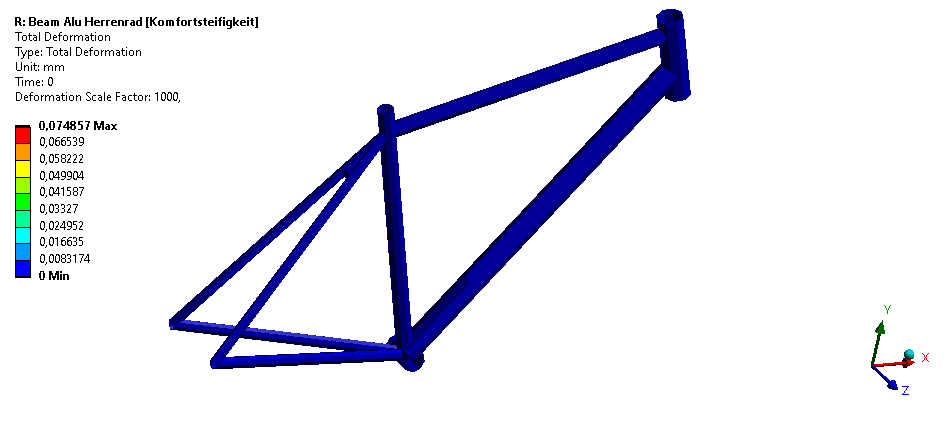 R: Beam Alu Herrenrad [Komfortsteifigkeit]
Total Deformation
Type: Total Deformation
Unit: mm
Time: 0
Deformation Scale Factor: 1000,
0,074857 Max
0,066539
0,058222
0,049904
0,041587
0,03327
0,024952
0,016635
0,0083174
0 Min
Y
X
Z